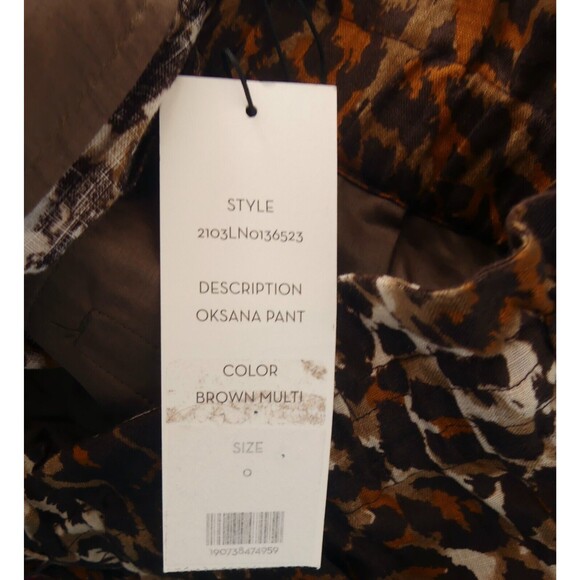 STYLE
2103LN0136523
DESCRIPTION
OKSANA PANT
COLOR
BROWN MULTI
SIZE
0
190738474959